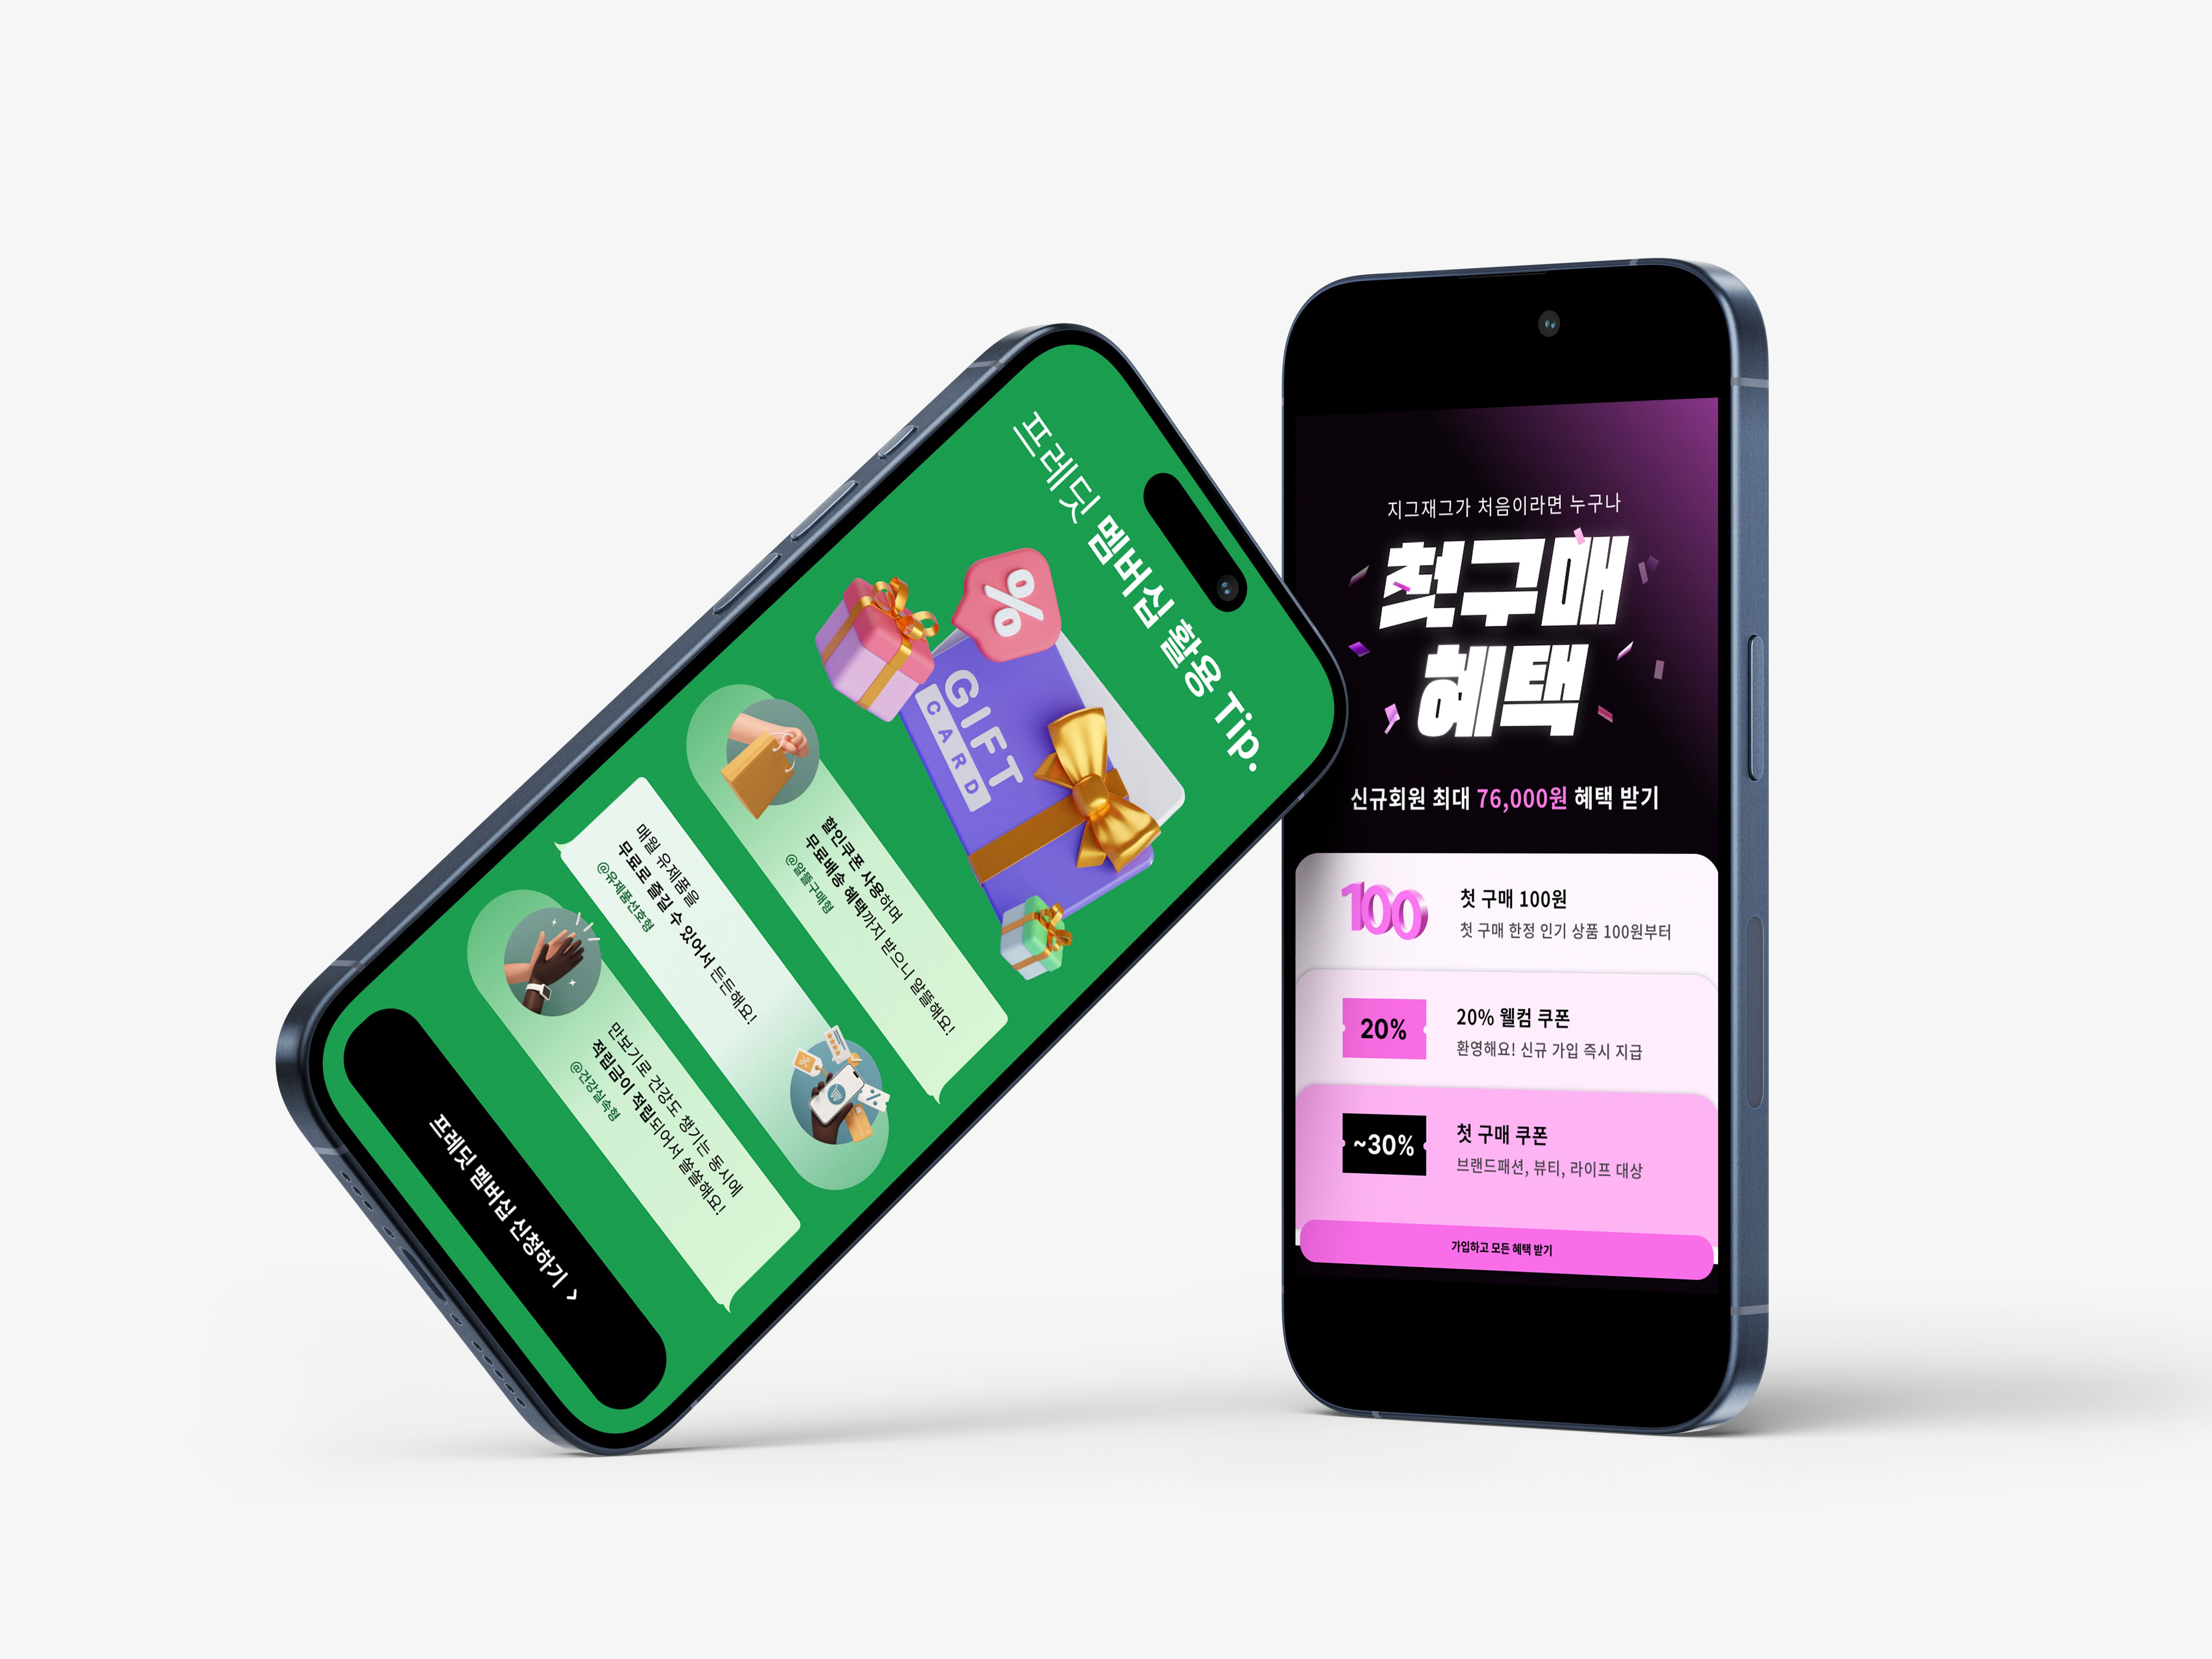 프레딧 멤버십 활용 Tip.
%
GIFT
CARD
할인쿠폰 사용하며
무료배송 혜택까지 받으니 알뜰해요!
@알뜰구매형
매월 유제품을
무료로 즐길 수 있어서 든든해요!
@유제품선호형
만보기로 건강도 챙기는 동시에
적립금이 적립되어서 쏠쏠해요!
@건강실속형
프레딧 멤버십 신청하기 >
지그재그가 처음이라면 누구나
첫구매
혜택
신규회원 최대 76,000원 혜택 받기
100
첫 구매 100원
첫 구매 한정 인기 상품 100원부터
20%
20% 웰컴 쿠폰
환영해요! 신규 가입 즉시 지급
~30%
첫 구매 쿠폰
브랜드패션, 뷰티, 라이프 대상
가입하고 모든 혜택 받기